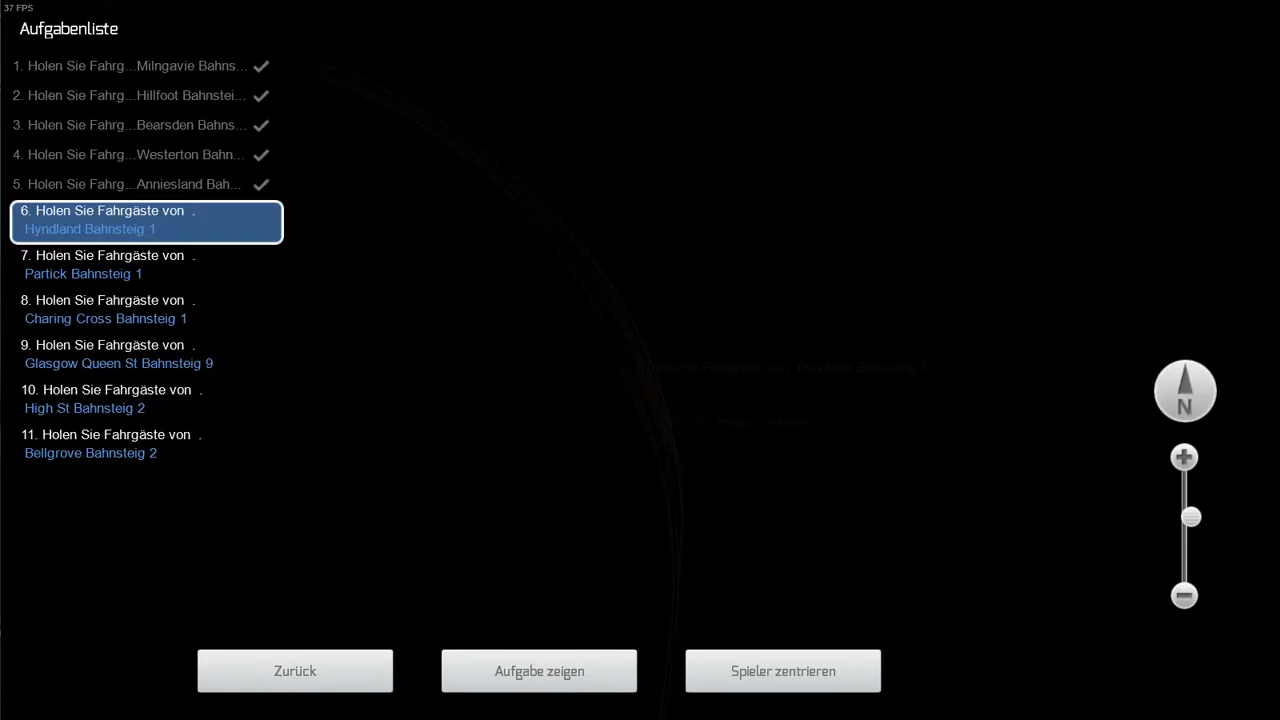 37 FPS
Aufgabenliste
1. Holen Sie Fahrg...Milngavie Bahns...
2. Holen Sie Fahrg...Hillfoot Bahnstei...
3. Holen Sie Fahrg...Bearsden Bahns...
4. Holen Sie Fahrg...Westerton Bahn...
5. Holen Sie Fahrg...Anniesland Bah...
6. Holen Sie Fahrgäste von .
Hyndland Bahnsteig 1
7. Holen Sie Fahrgäste von .
Partick Bahnsteig 1
8. Holen Sie Fahrgäste von .
Charing Cross Bahnsteig 1
9. Holen Sie Fahrgäste von .
Glasgow Queen St Bahnsteig 9
10. Holen Sie Fahrgäste von .
High St Bahnsteig 2
11. Holen Sie Fahrgäste von .
Bellgrove Bahnsteig 2
N
Zurück
Aufgabe zeigen
Spieler zentrieren